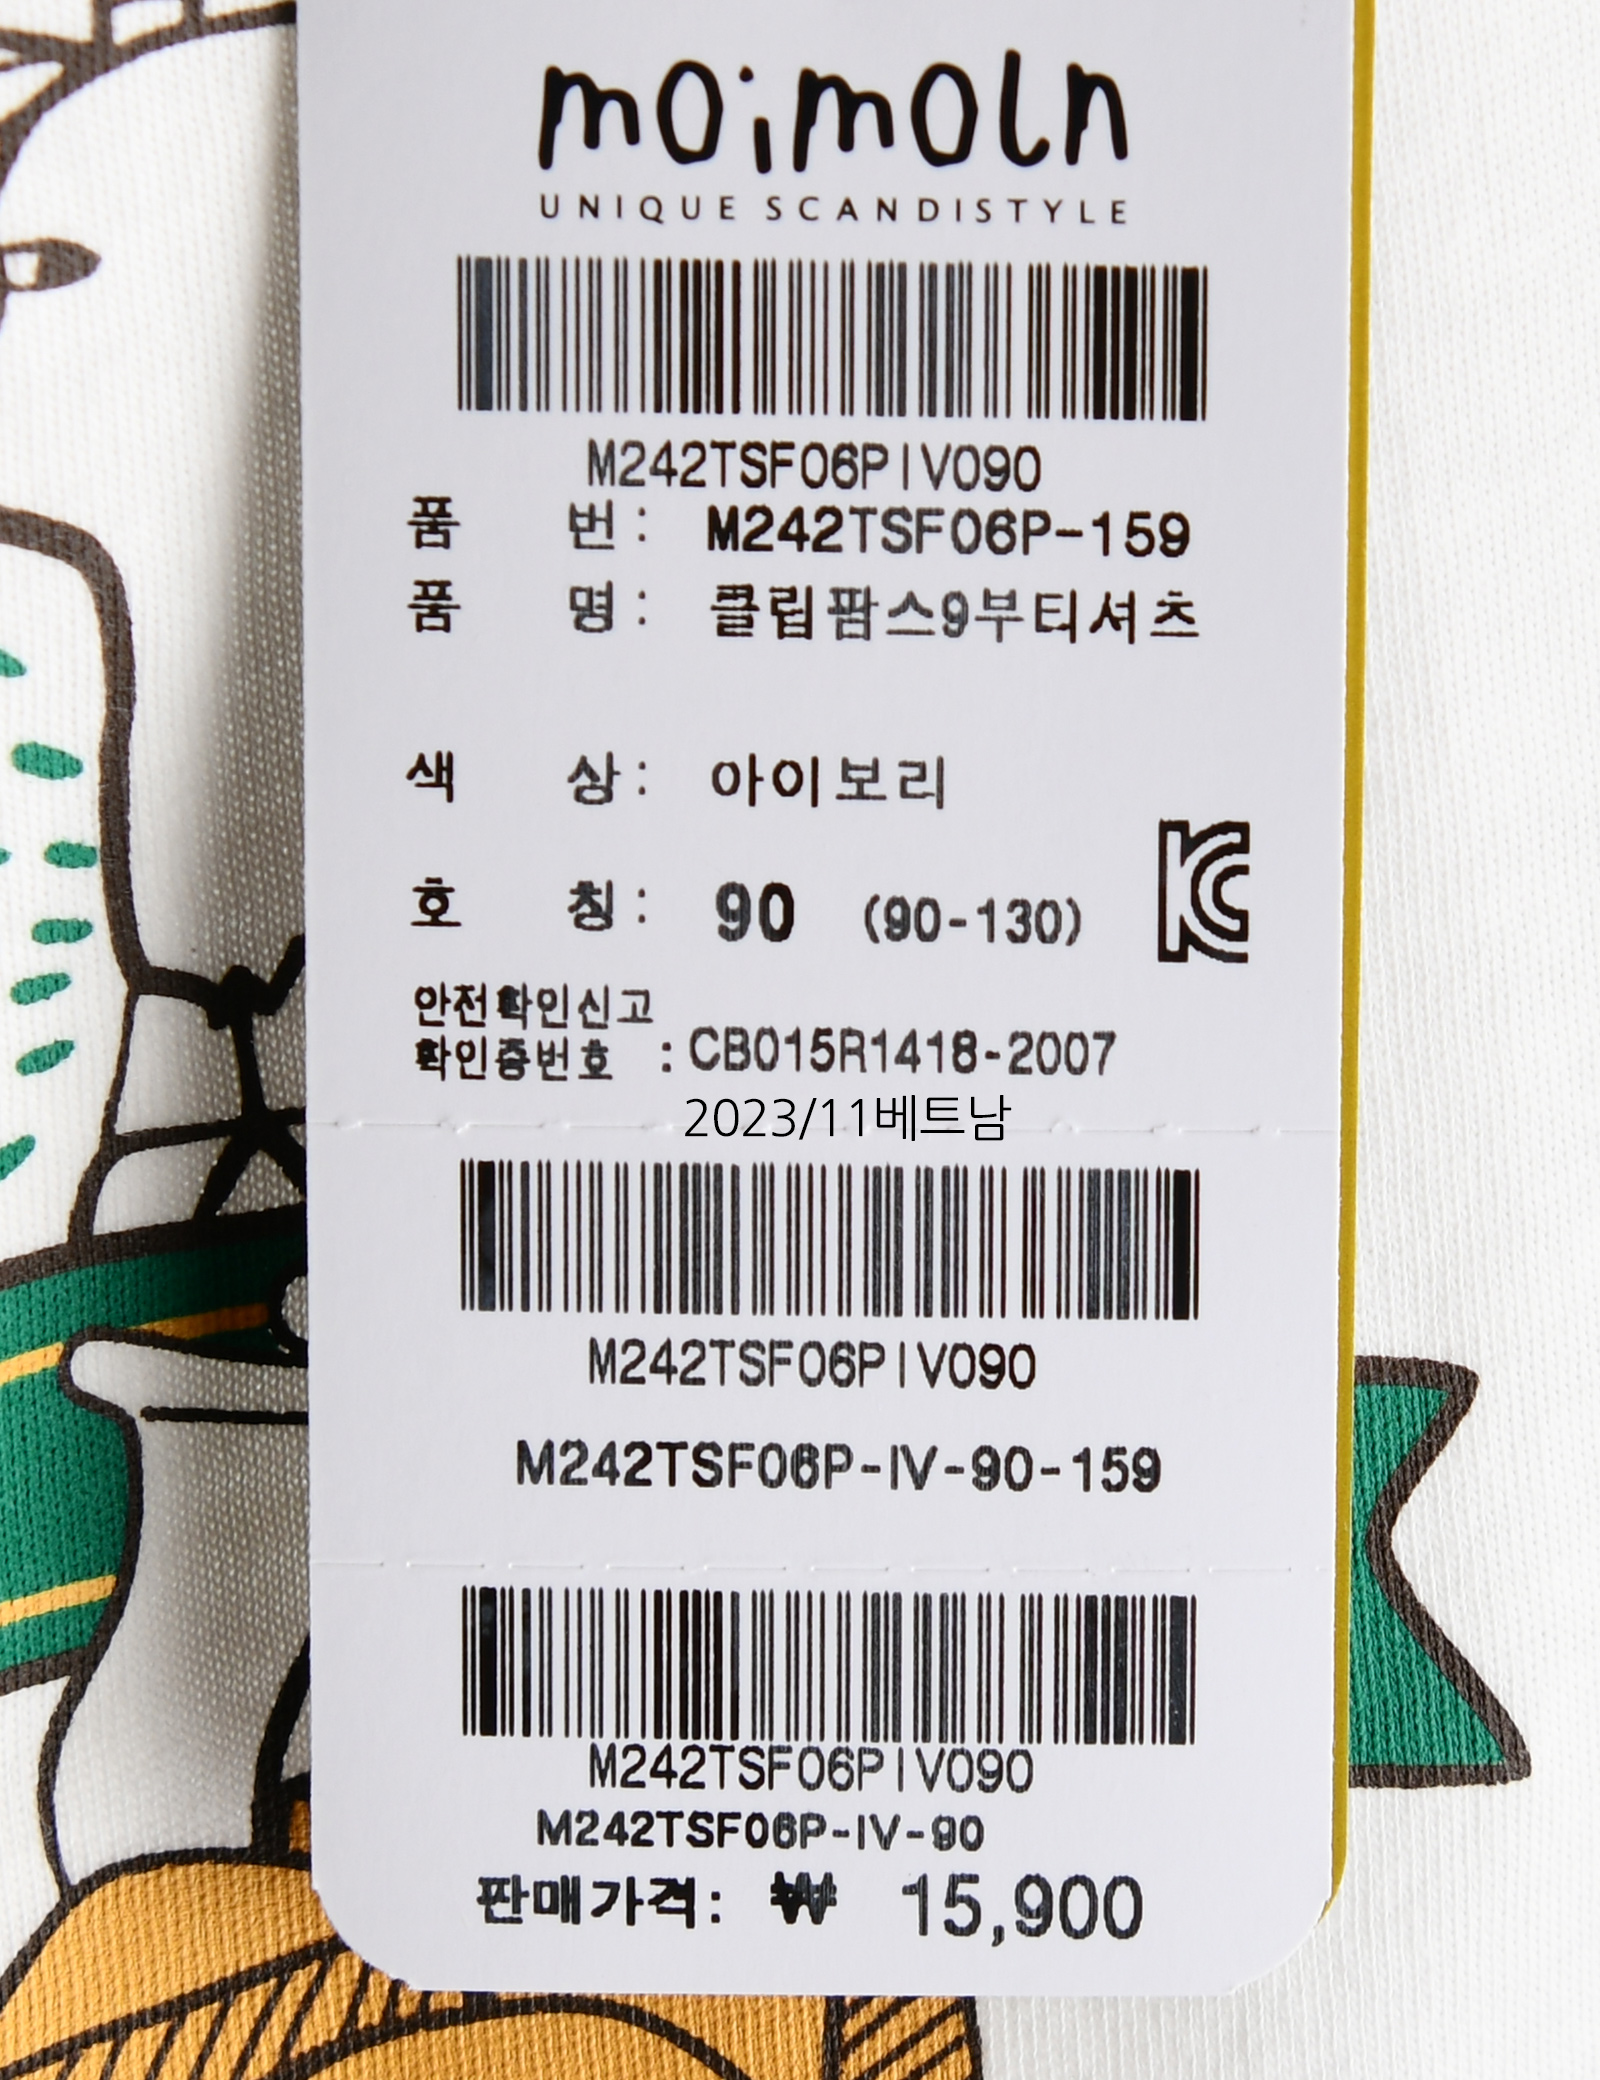 moimoln
UNIQUE SCANDISTYLE
M242TSF06PIV090
품 번: M242TSF06P-159
품 명: 클립팜스9부티셔츠
색 상: 아이보리
호 칭: 90 (90-130)
안전확인신고
확인증번호 : CB015R1418-2007
2023/11베트남
M242TSF06PIV090
M242TSF06P-IV-90-159
M242TSF06PIV090
M242TSF06P-IV-90
판매가격: ₩ 15,900